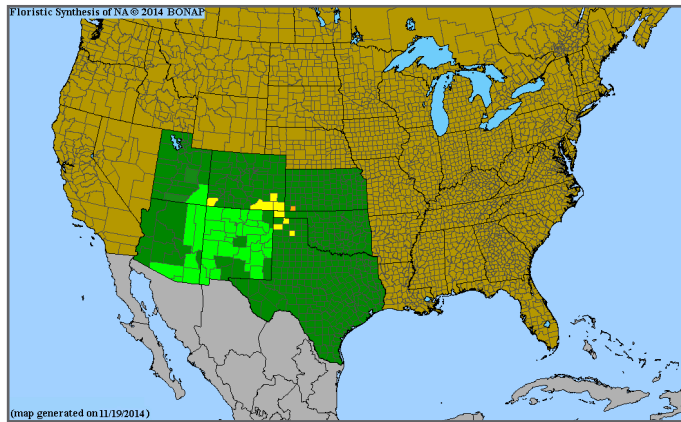 Floristic Synthesis of NA © 2014 BONAP
(map generated on 11/19/2014)